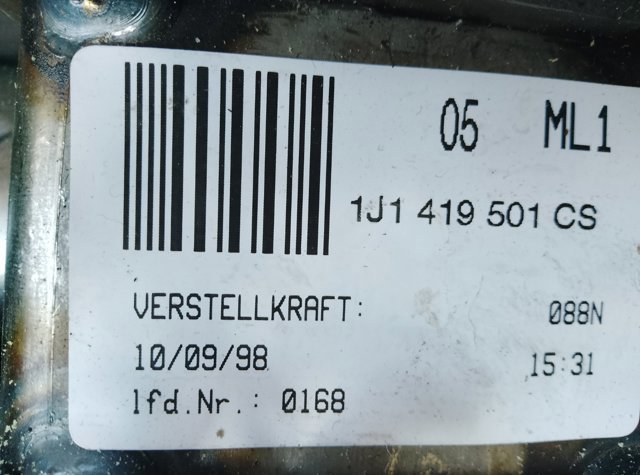 05 ML1
1J1 419 501 CS
VERSTELLKRAFT: 088N
10/09/98 15:31
lfd.Nr.: 0168